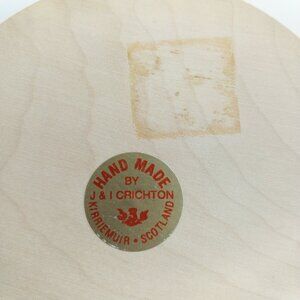 HAND MADE
BY
J & I CRICHTON
KIRRIEMUIR • SCOTLAND